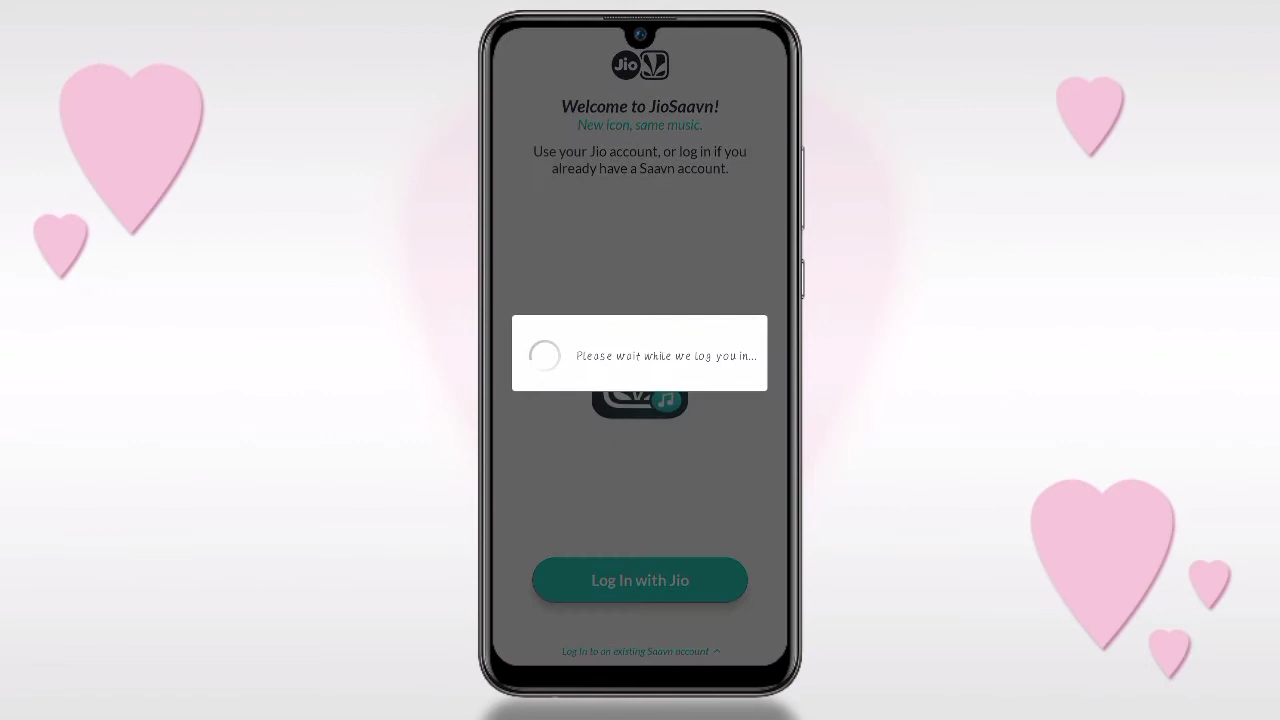 Jio
Welcome to JioSaavn!
New icon, same music.
Use your Jio account, or log in if you
already have a Saavn account.
Please wait while we log you in...
Log In with Jio
Log In to an existing Saavn account